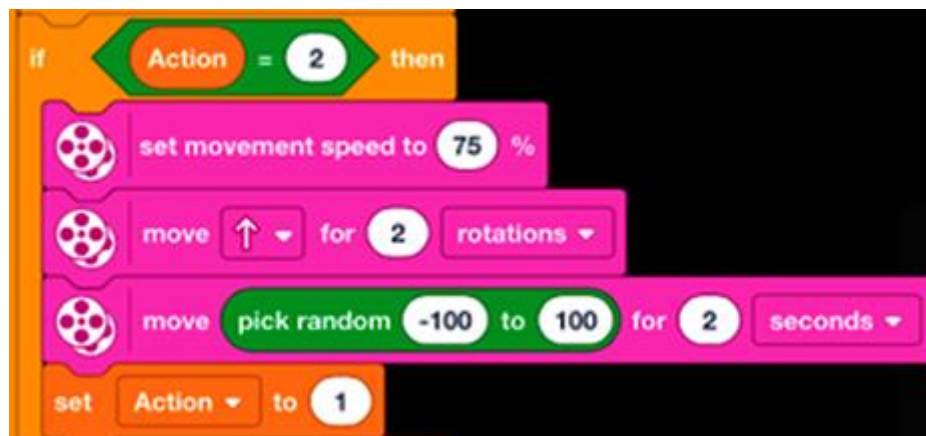 if Action = 2 then
set movement speed to 75 %
move for 2 rotations
move pick random -100 to 100 for 2 seconds
set Action to 1